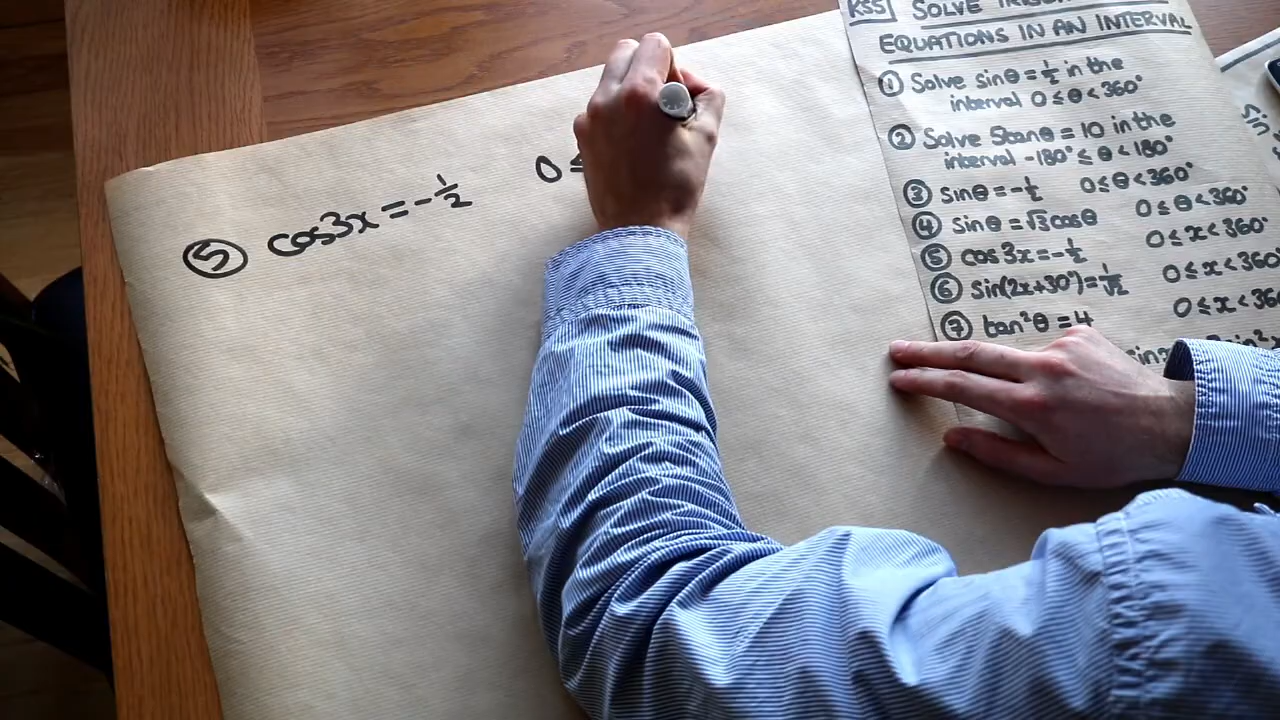 ⑤ cos3x = -1/2 0 ≤
KS5 SOLVE
EQUATIONS IN AN INTERVAL
① Solve sinθ = 1/2 in the
interval 0 ≤ θ < 360°
② Solve 5tanθ = 10 in the
interval -180° ≤ θ < 180°
③ sinθ = -1/2 0 ≤ θ < 360°
④ sinθ = √3cosθ 0 ≤ θ < 360°
⑤ cos3x = -1/2 0 ≤ x < 360°
⑥ sin(2x+30°) = 1/√2 0 ≤ x < 360
⑦ tan²θ = 4 0 ≤ x < 360
sin